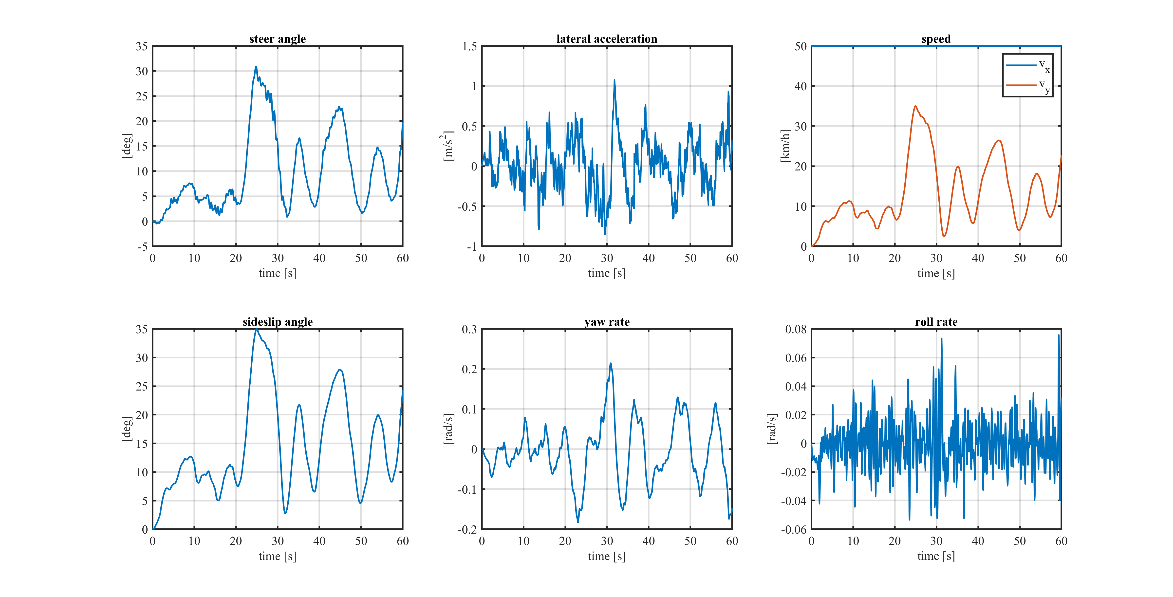 steer angle
35
30
25
20
15
10
5
0
-5
[deg]
0 10 20 30 40 50 60
time [s]
lateral acceleration
1.5
1
0.5
0
-0.5
-1
[m/s²]
0 10 20 30 40 50 60
time [s]
speed
50
40
30
20
10
0
[km/h]
v_x
v_y
0 10 20 30 40 50 60
time [s]
sideslip angle
35
30
25
20
15
10
5
0
[deg]
0 10 20 30 40 50 60
time [s]
yaw rate
0.3
0.2
0.1
0
-0.1
-0.2
[rad/s]
0 10 20 30 40 50 60
time [s]
roll rate
0.08
0.06
0.04
0.02
0
-0.02
-0.04
-0.06
[rad/s]
0 10 20 30 40 50 60
time [s]